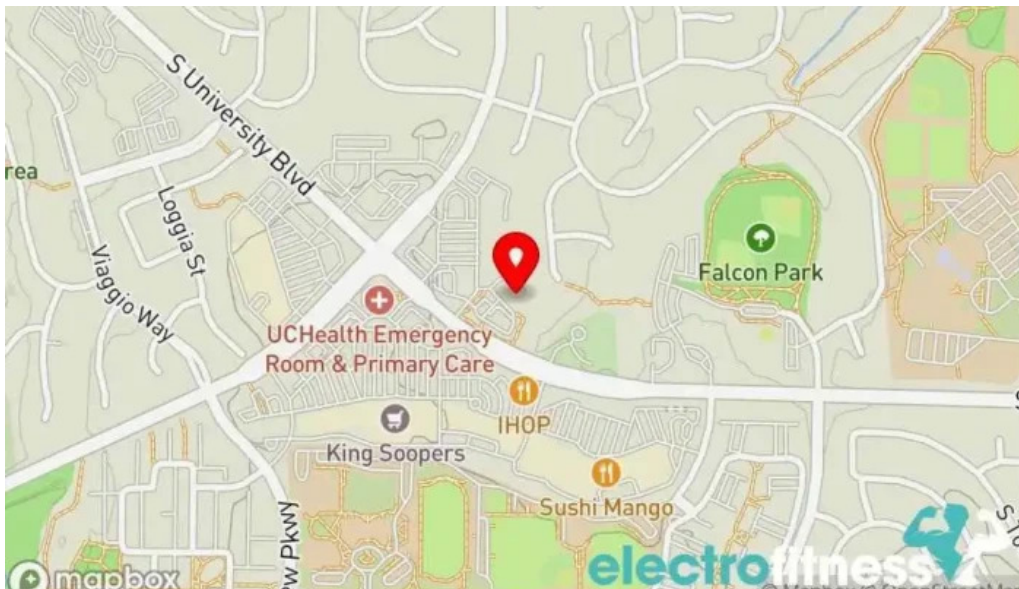 S University Blvd
rea
Loggia St
Viaggio Way
Falcon Park
UCHealth Emergency
Room & Primary Care
IHOP
King Soopers
Sushi Mango
w Pkwy
electrofitness
mapbox